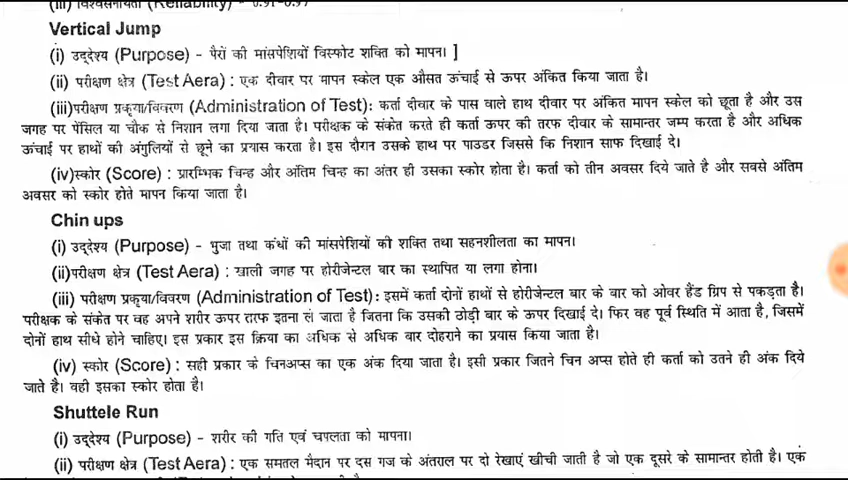 (iii) विश्वसनीयता (Reliability) - 0.91-0.97
Vertical Jump
(i) उद्देश्य (Purpose) - पैरों की मांसपेशियों विस्फोट शक्ति को मापना। ]
(ii) परीक्षण क्षेत्र (Test Aera) : एक दीवार पर मापन स्केल एक औसत ऊंचाई से ऊपर अंकित किया जाता है।
(iii)परीक्षण प्रकृया/विवरण (Administration of Test): कर्ता दीवार के पास वाले हाथ दीवार पर अंकित मापन स्केल को छूता है और उस
जगह पर पेंसिल या चौक से निशान लगा दिया जाता है। परीक्षक के संकेत करते ही कर्ता ऊपर की तरफ दीवार के सामान्तर जम्प करता है और अधिक
ऊंचाई पर हाथों की अंगुलियों से छूने का प्रयास करता है। इस दौरान उसके हाथ पर पाउडर जिससे कि निशान साफ दिखाई दे।
(iv)स्कोर (Score) : प्रारम्भिक चिन्ह और अंतिम चिन्ह का अंतर ही उसका स्कोर होता है। कर्ता को तीन अवसर दिये जाते है और सबसे अंतिम
अवसर को स्कोर होते मापन किया जाता है।
Chin ups
(i) उद्देश्य (Purpose) - भुजा तथा कंधों की मांसपेशियों की शक्ति तथा सहनशीलता का मापन।
(ii)परीक्षण क्षेत्र (Test Aera) : खाली जगह पर होरीजेन्टल बार का स्थापित या लगा होना।
(iii) परीक्षण प्रकृया/विवरण (Administration of Test) : इसमें कर्ता दोनों हाथों से होरीजेन्टल बार के बार को ओवर हैंड ग्रिप से पकड़ता है।
परीक्षक के संकेत पर वह अपने शरीर ऊपर तरफ इतना ले जाता है जितना कि उसकी ठोड़ी बार के ऊपर दिखाई दे। फिर वह पूर्व स्थिति में आता है, जिसमें
दोनों हाथ सीधे होने चाहिए। इस प्रकार इस क्रिया का अधिक से अधिक बार दोहराने का प्रयास किया जाता है।
(iv) स्कोर (Score) : सही प्रकार के चिनअप्स का एक अंक दिया जाता है। इसी प्रकार जितने चिन अप्स होते ही कर्ता को उतने ही अंक दिये
जाते है। वही इसका स्कोर होता है।
Shuttele Run
(i) उद्देश्य (Purpose) - शरीर की गति एवं चपलता को मापना।
(ii) परीक्षण क्षेत्र (Test Aera) : एक समतल मैदान पर दस गज के अंतराल पर दो रेखाएं खीची जाती है जो एक दूसरे के सामान्तर होती है। एक